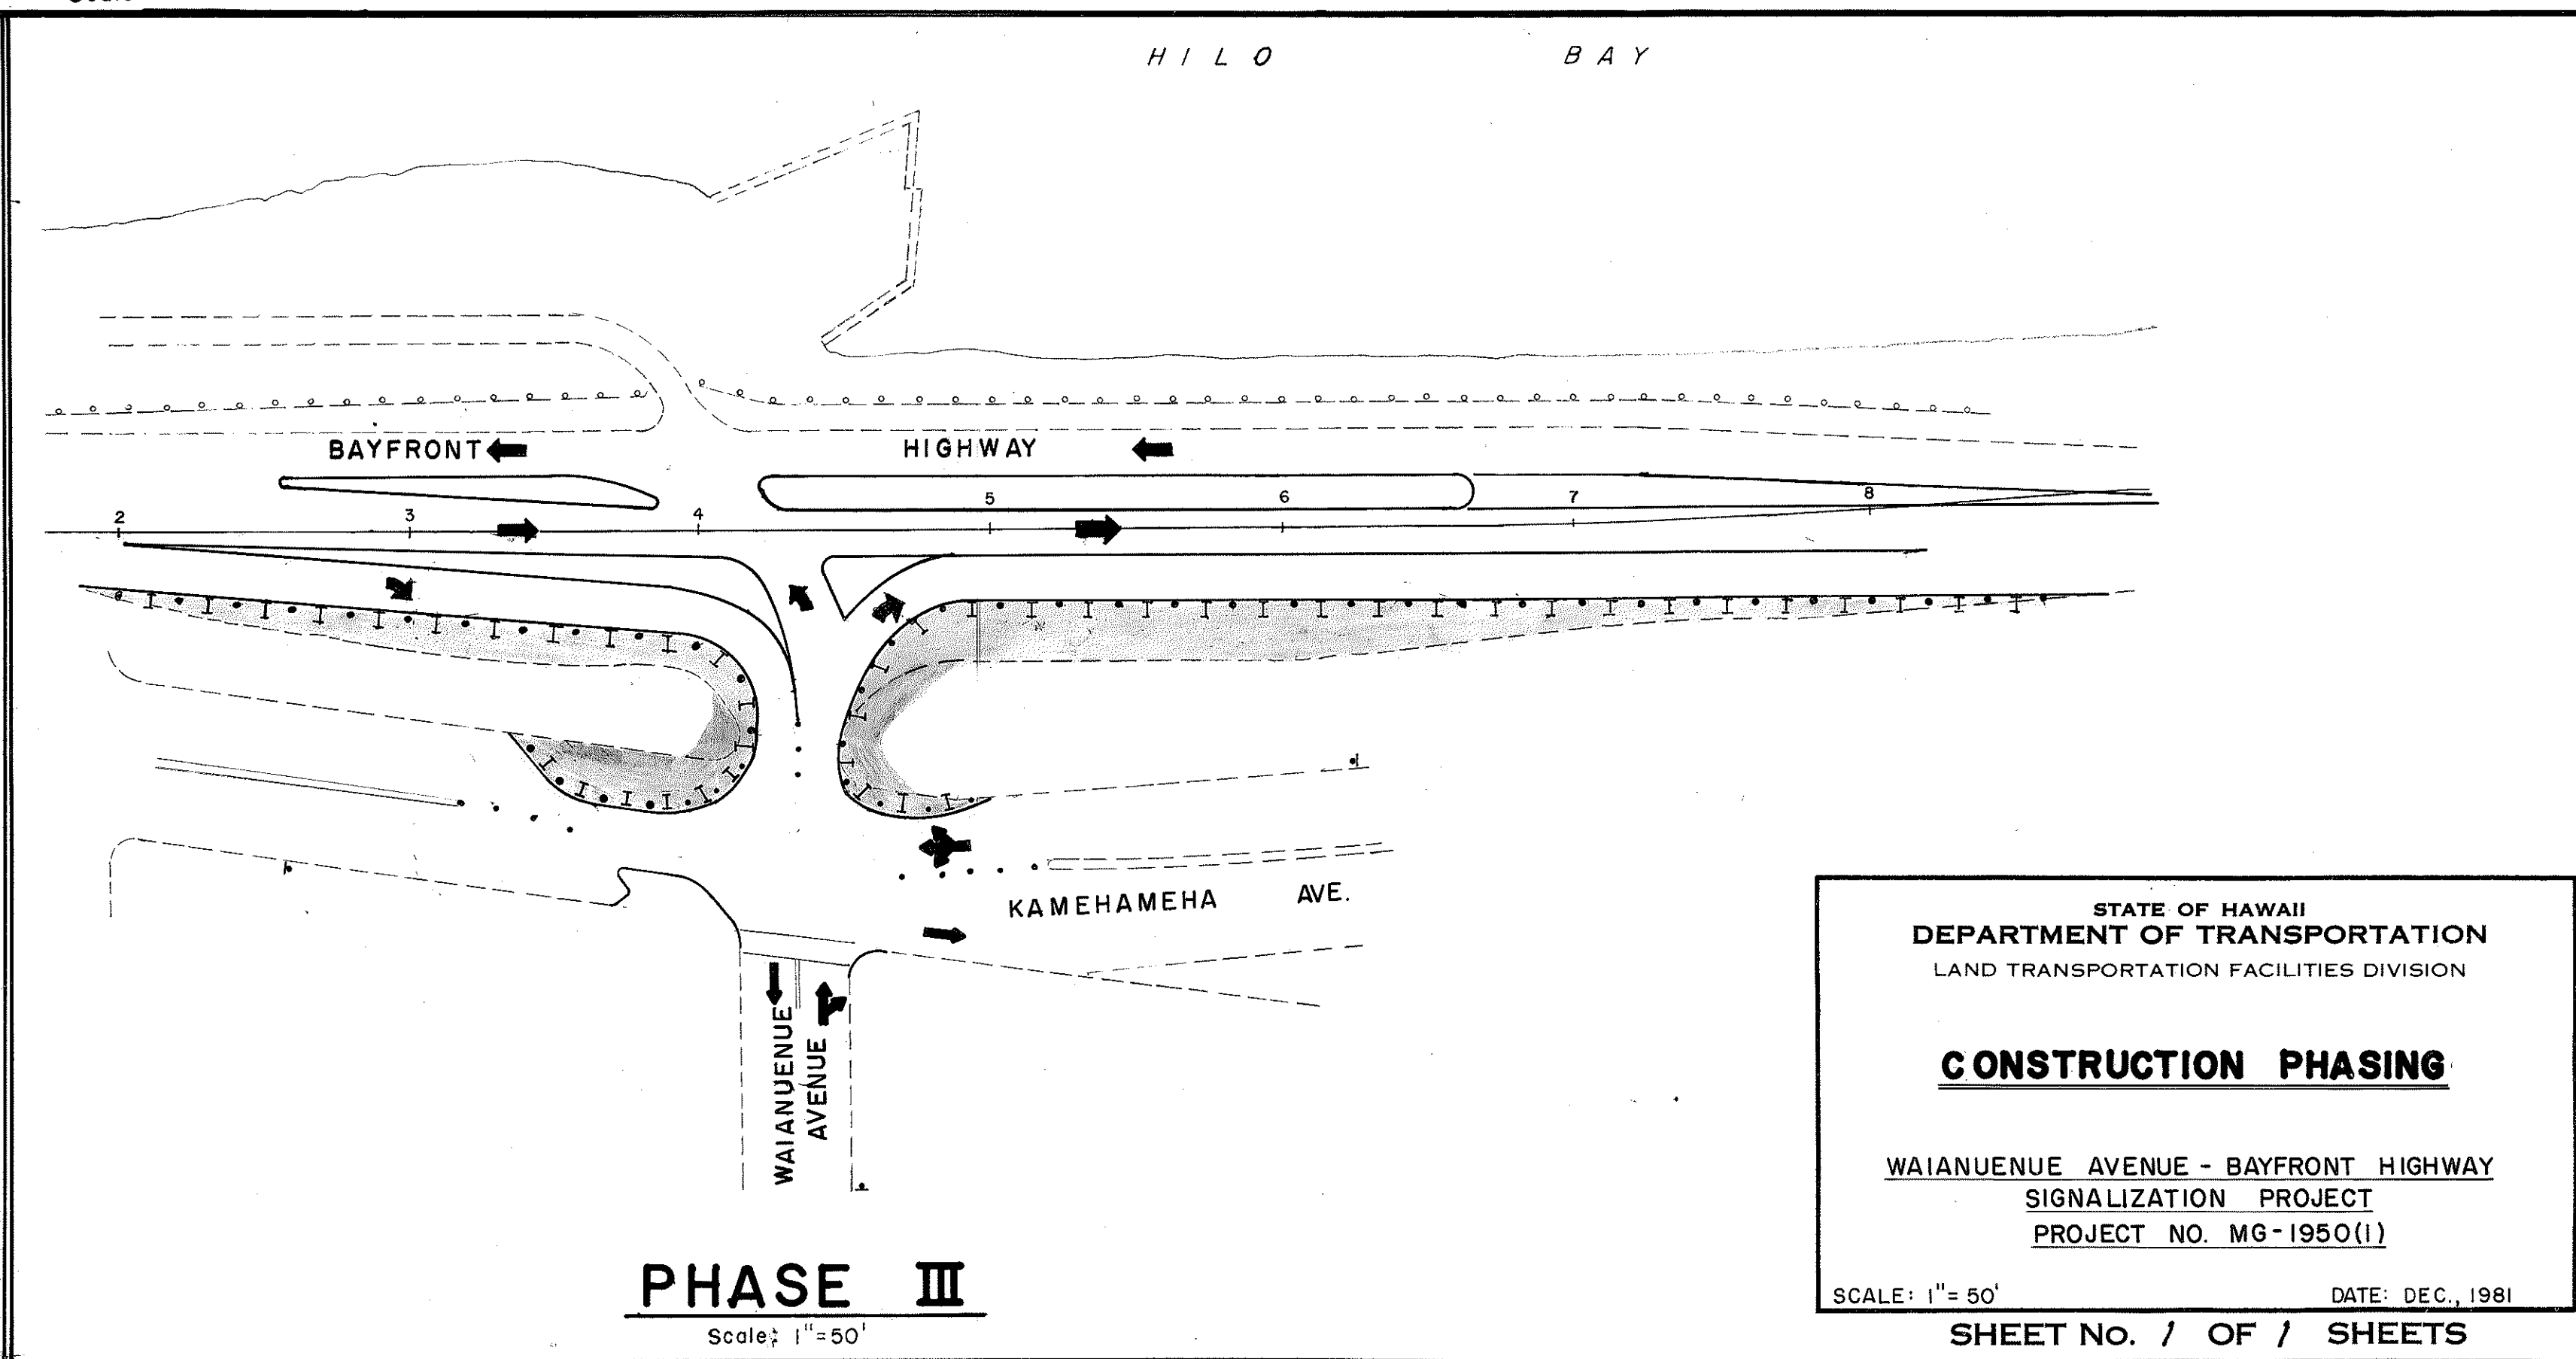 HILO BAY
BAYFRONT HIGHWAY
2 3 4 5 6 7 8
KAMEHAMEHA AVE.
WAIANUENUE
AVENUE
PHASE III
Scale: 1"=50'
STATE OF HAWAII
DEPARTMENT OF TRANSPORTATION
LAND TRANSPORTATION FACILITIES DIVISION
CONSTRUCTION PHASING
WAIANUENUE AVENUE - BAYFRONT HIGHWAY
SIGNALIZATION PROJECT
PROJECT NO. MG-1950(1)
SCALE: 1"= 50' DATE: DEC., 1981
SHEET No. 1 OF 1 SHEETS